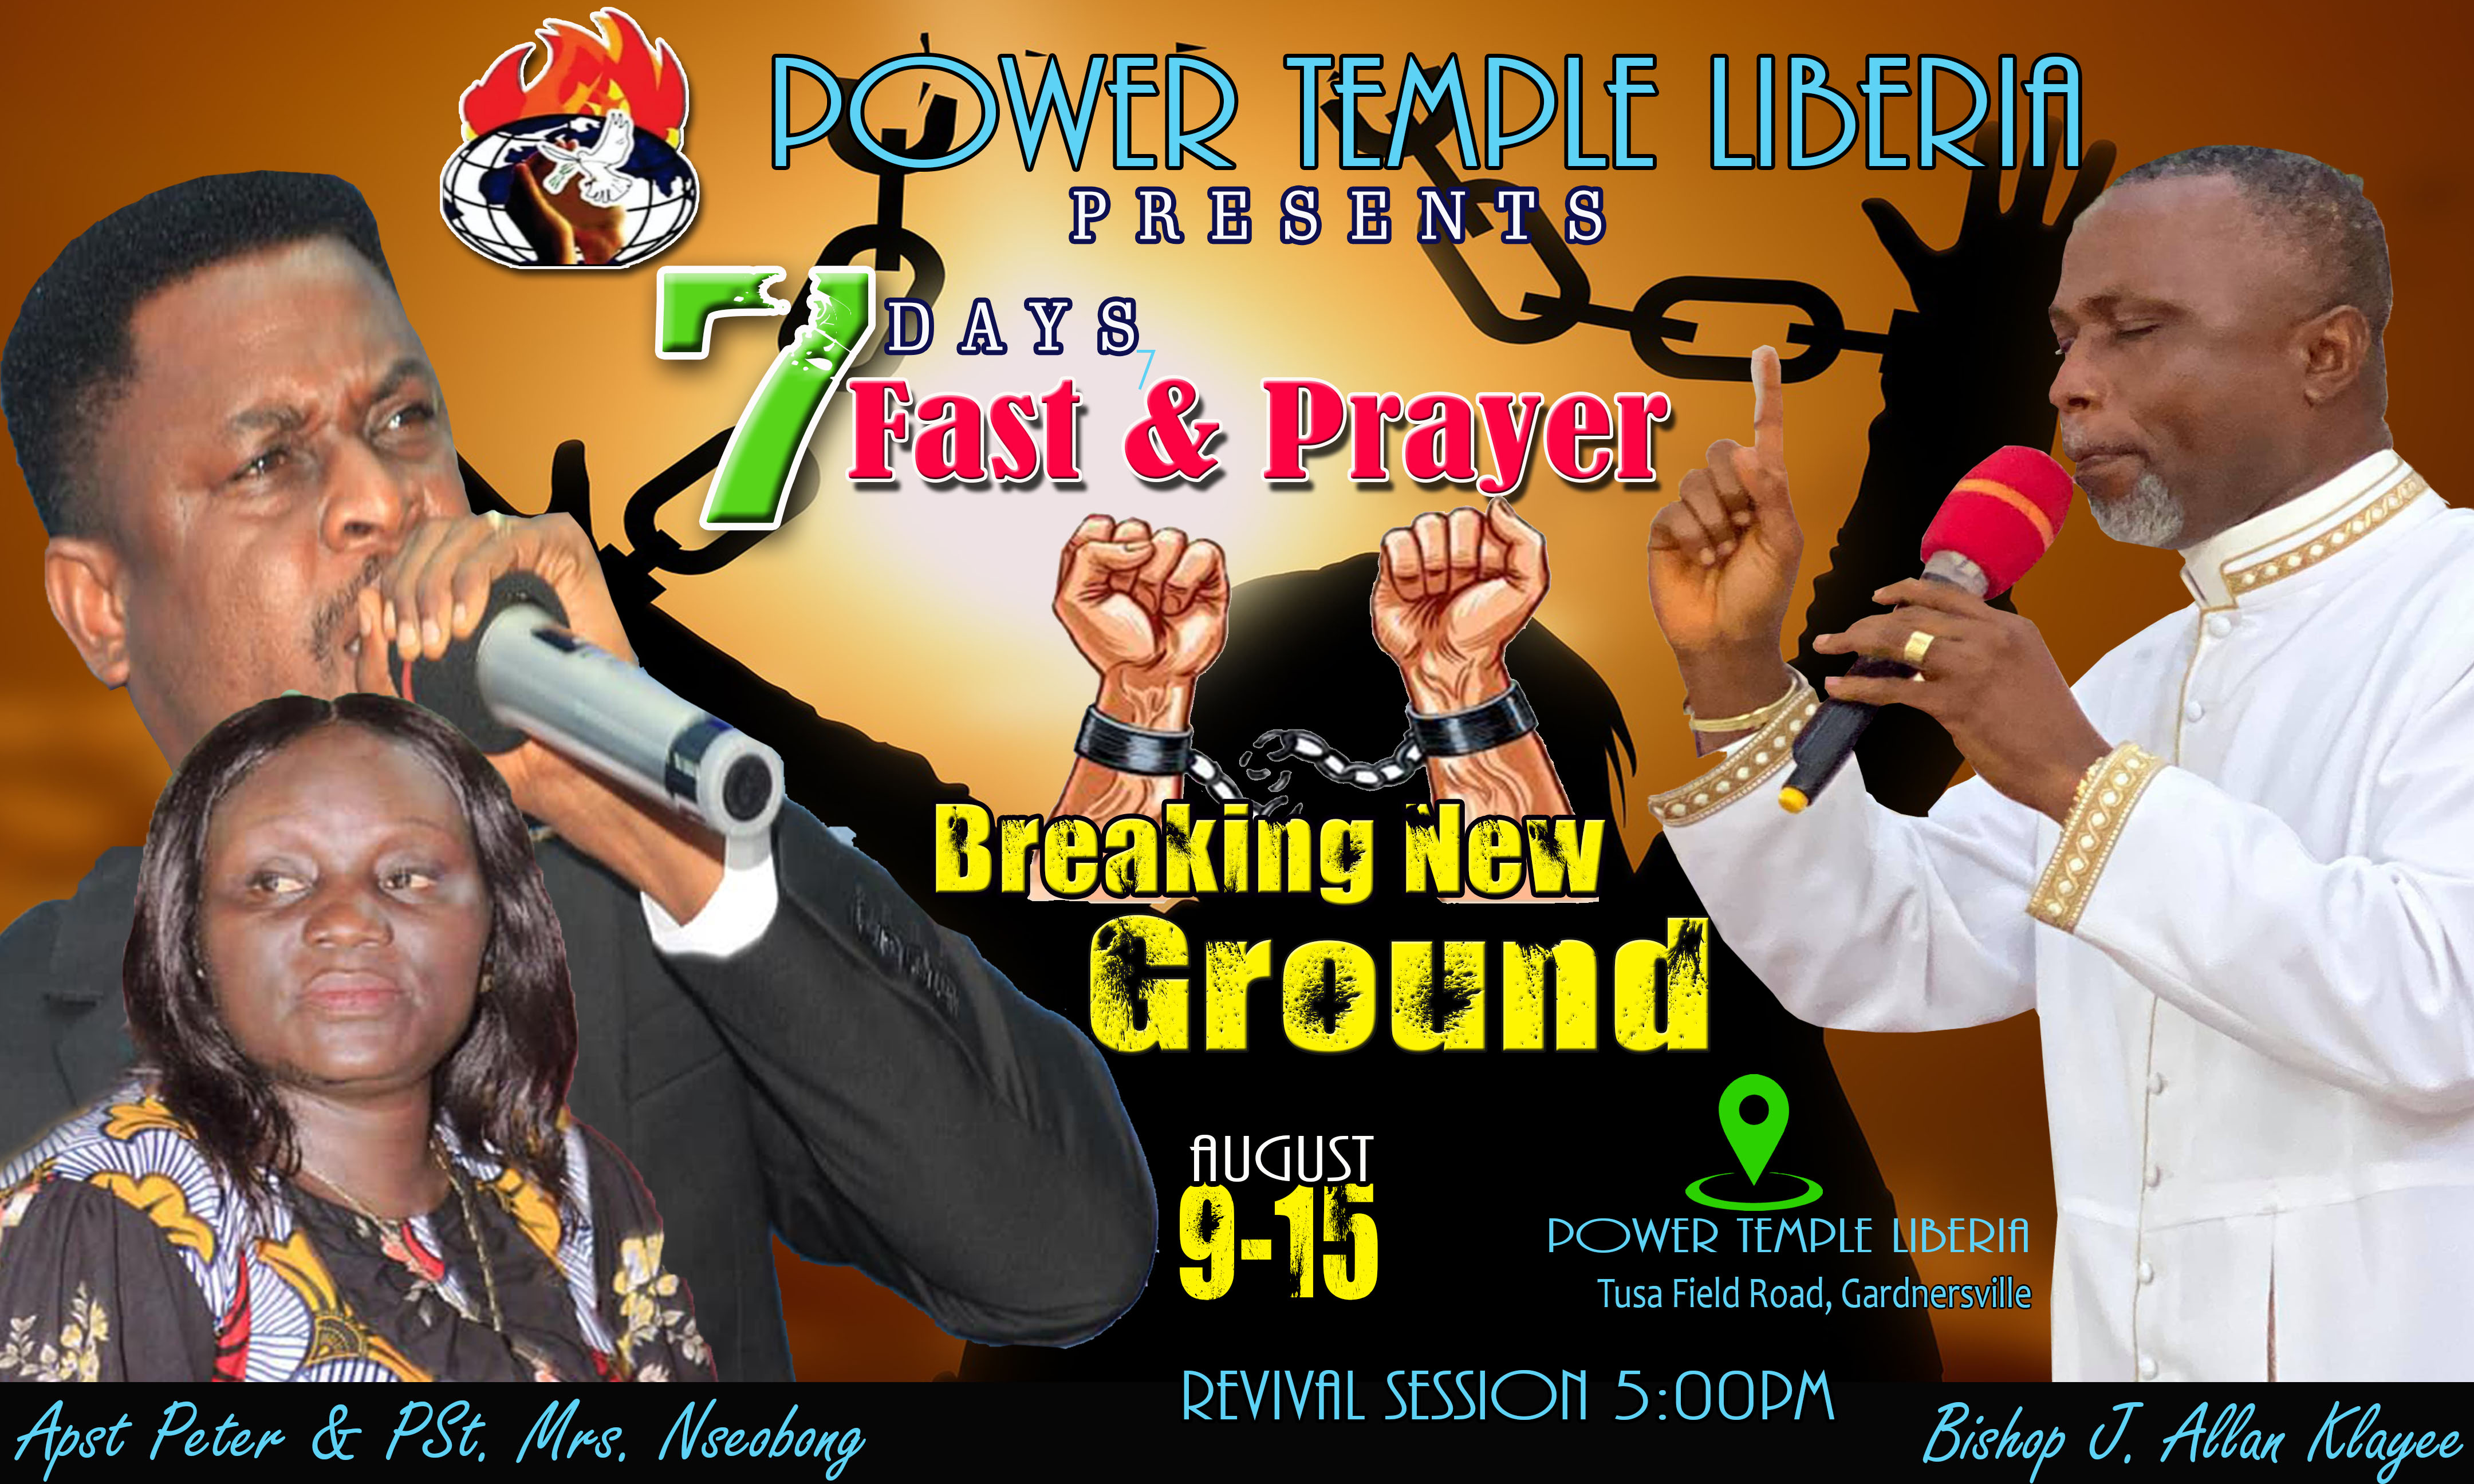 POWER TEMPLE LIBERIA
PRESENTS
7 DAYS
7
Fast & Prayer
Breaking New
Ground
AUGUST
9-15
POWER TEMPLE LIBERIA
Tusa Field Road, Gardnersville
REVIVAL SESSION 5:00PM
Apst Peter & PSt. Mrs. Nseobong
Bishop J. Allan Klayee